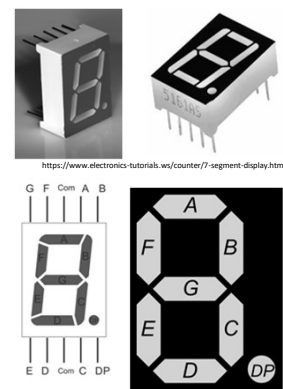 5161AS
https://www.electronics-tutorials.ws/counter/7-segment-display.htm
G F Com A B
A
F B
G
E C
D
E D Com C DP
A
F B
G
E C
D DP